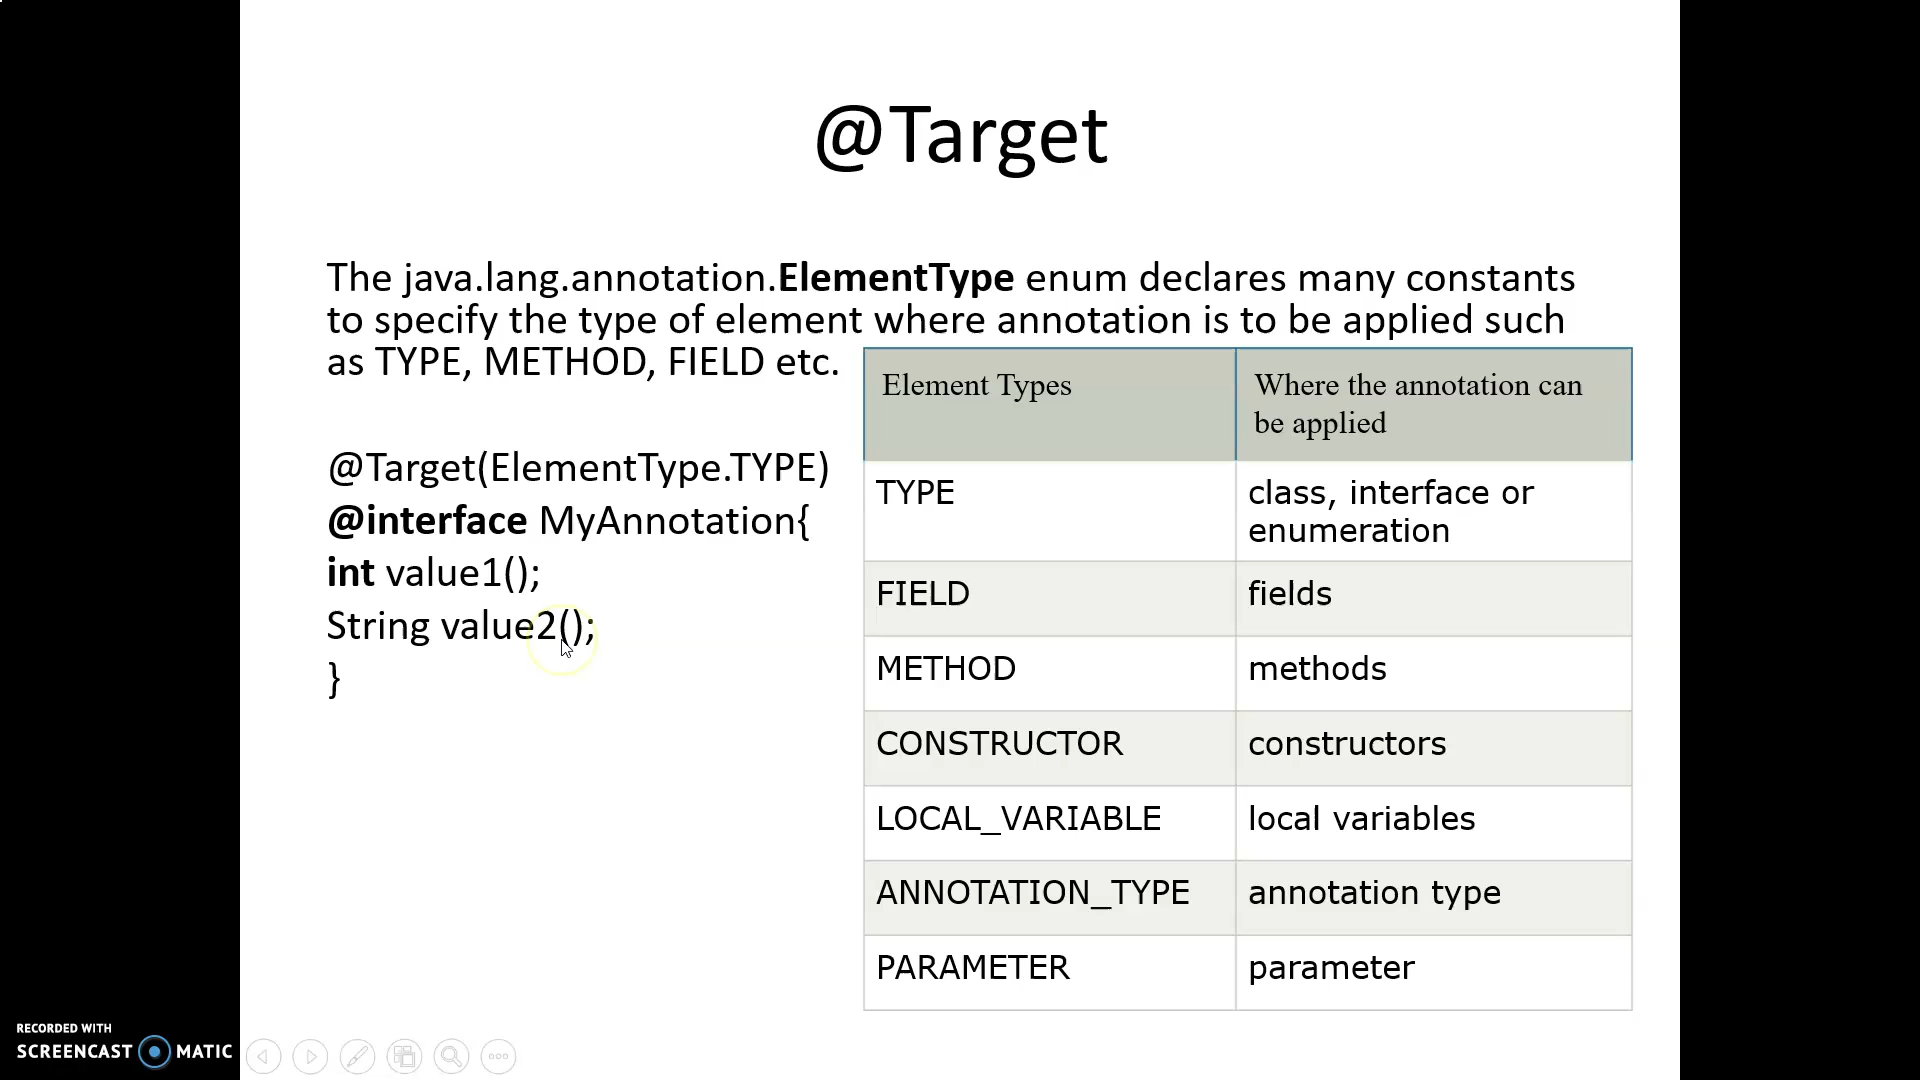 @Target
The java.lang.annotation.ElementType enum declares many constants
to specify the type of element where annotation is to be applied such
as TYPE, METHOD, FIELD etc.
@Target(ElementType.TYPE)
@interface MyAnnotation{
int value1();
String value2();
}
Element Types
Where the annotation can
be applied
TYPE
class, interface or
enumeration
FIELD
fields
METHOD
methods
CONSTRUCTOR
constructors
LOCAL_VARIABLE
local variables
ANNOTATION_TYPE
annotation type
PARAMETER
parameter
RECORDED WITH
SCREENCAST MATIC